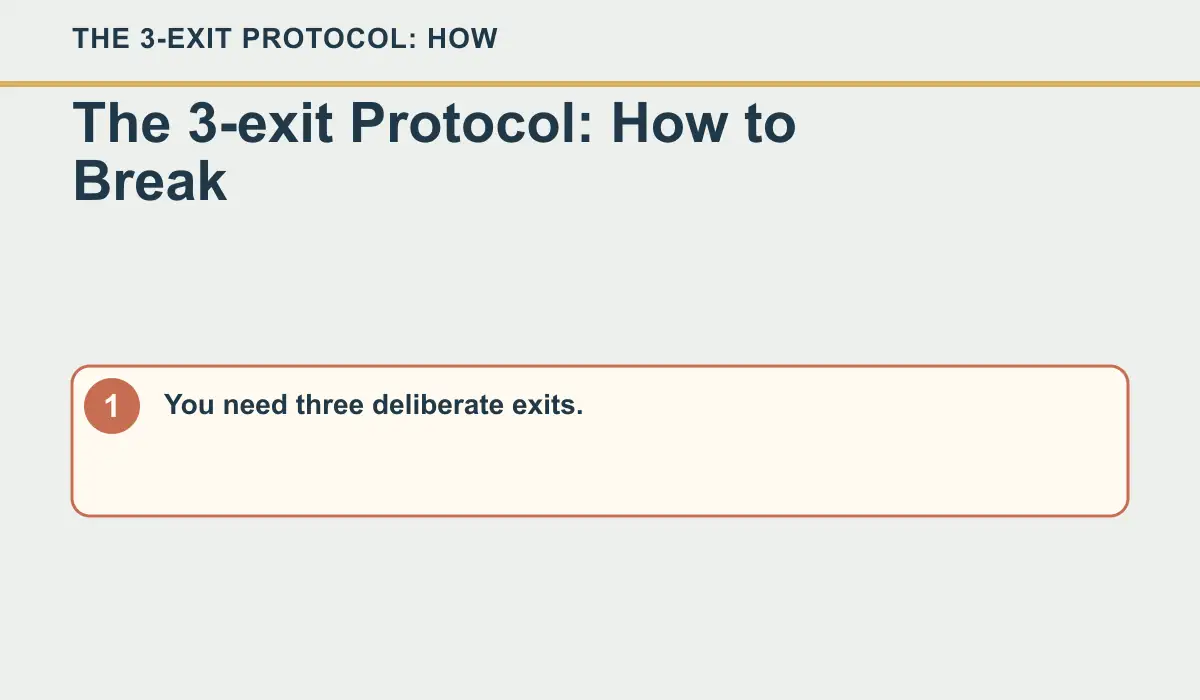 THE 3-EXIT PROTOCOL: HOW
The 3-exit Protocol: How to
Break
1
You need three deliberate exits.